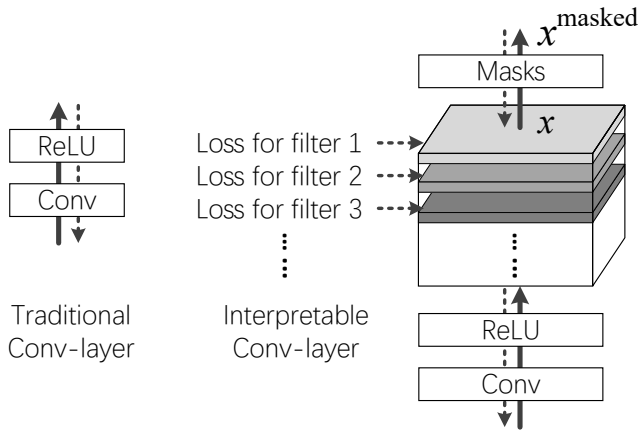 x^masked
Masks
x
ReLU
Conv
Loss for filter 1
Loss for filter 2
Loss for filter 3
Traditional
Conv-layer
Interpretable
Conv-layer
ReLU
Conv